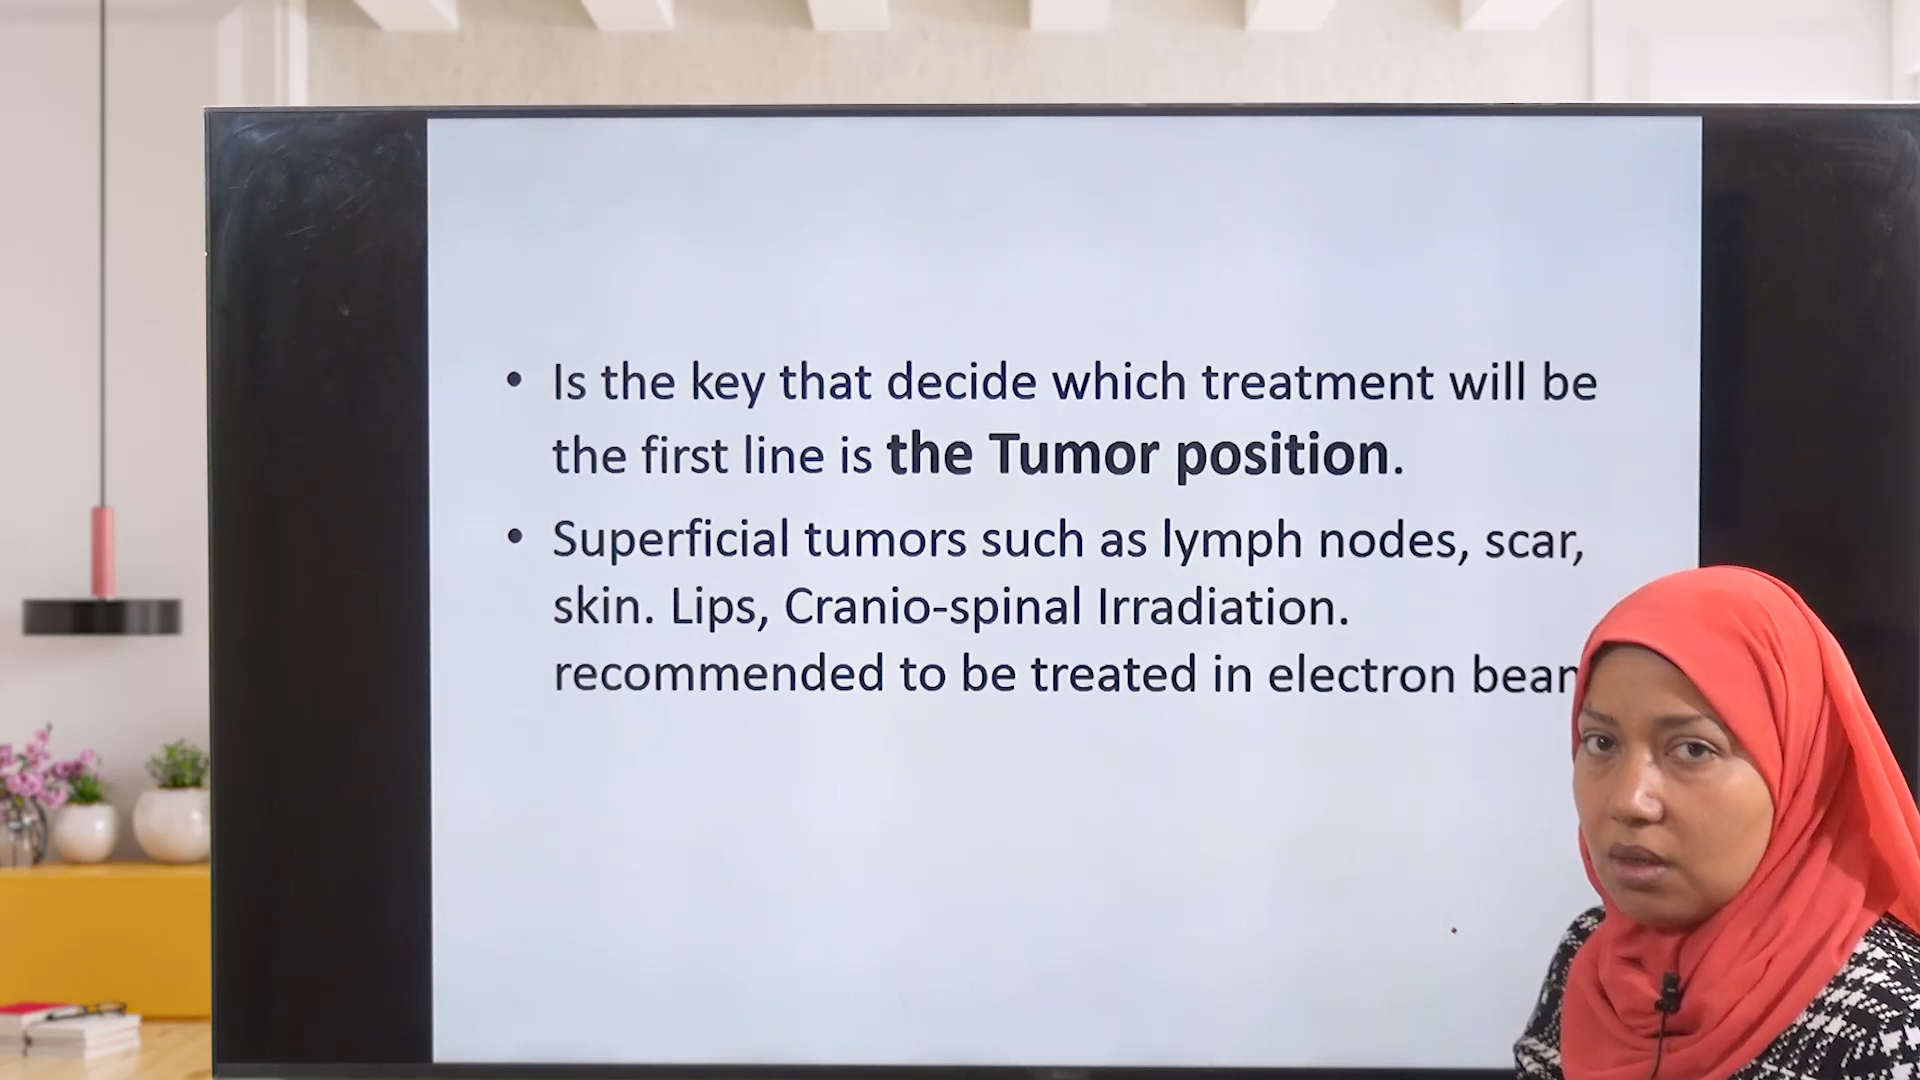 • Is the key that decide which treatment will be
the first line is the Tumor position.
• Superficial tumors such as lymph nodes, scar,
skin. Lips, Cranio-spinal Irradiation.
recommended to be treated in electron